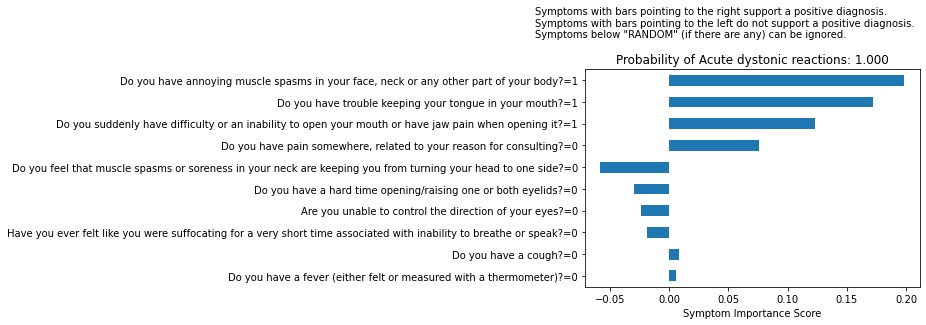 Symptoms with bars pointing to the right support a positive diagnosis.
Symptoms with bars pointing to the left do not support a positive diagnosis.
Symptoms below "RANDOM" (if there are any) can be ignored.
Probability of Acute dystonic reactions: 1.000
Do you have annoying muscle spasms in your face, neck or any other part of your body?=1
Do you have trouble keeping your tongue in your mouth?=1
Do you suddenly have difficulty or an inability to open your mouth or have jaw pain when opening it?=1
Do you have pain somewhere, related to your reason for consulting?=0
Do you feel that muscle spasms or soreness in your neck are keeping you from turning your head to one side?=0
Do you have a hard time opening/raising one or both eyelids?=0
Are you unable to control the direction of your eyes?=0
Have you ever felt like you were suffocating for a very short time associated with inability to breathe or speak?=0
Do you have a cough?=0
Do you have a fever (either felt or measured with a thermometer)?=0
−0.05 0.00 0.05 0.10 0.15 0.20
Symptom Importance Score